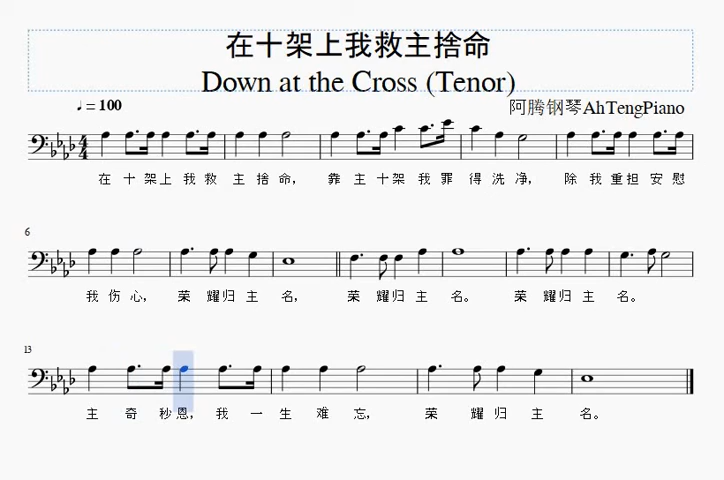 在十架上我救主捨命
Down at the Cross (Tenor)
♩ = 100
阿腾钢琴AhTengPiano
在 十 架上 我 救 主 捨 命, 靠 主 十架 我 罪 得 洗 净, 除 我 重担 安 慰
6
我 伤 心, 荣 耀归 主 名, 荣 耀归 主 名。 荣 耀归 主 名。
13
主 奇 秒恩, 我 一 生 难 忘, 荣 耀 归 主 名。